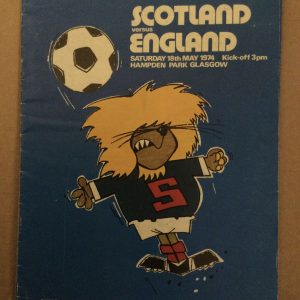 SCOTLAND
versus
ENGLAND
SATURDAY 18th MAY 1974 Kick-off 3pm
HAMPDEN PARK GLASGOW
S